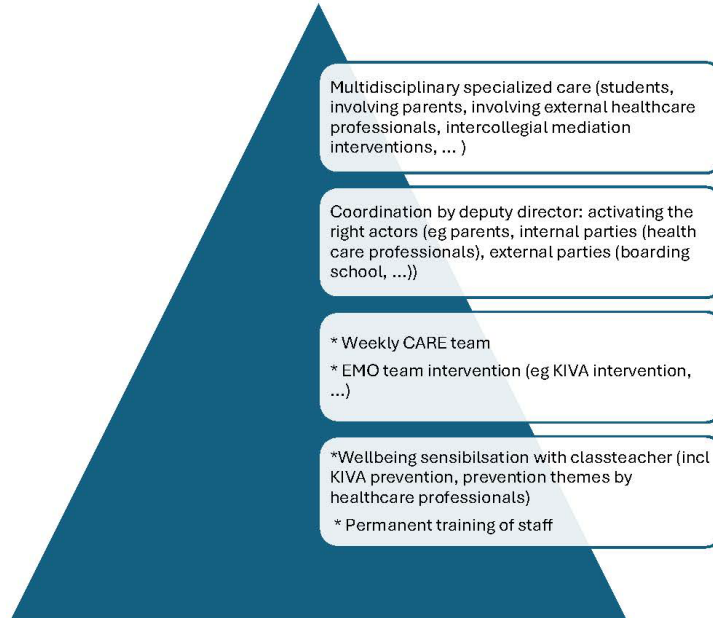 Multidisciplinary specialized care (students,
involving parents, involving external healthcare
professionals, intercollegial mediation
interventions, ... )
Coordination by deputy director: activating the
right actors (eg parents, internal parties (health
care professionals), external parties (boarding
school, ...))
* Weekly CARE team
* EMO team intervention (eg KIVA intervention,
...)
*Wellbeing sensibilsation with classteacher (incl
KIVA prevention, prevention themes by
healthcare professionals)
* Permanent training of staff